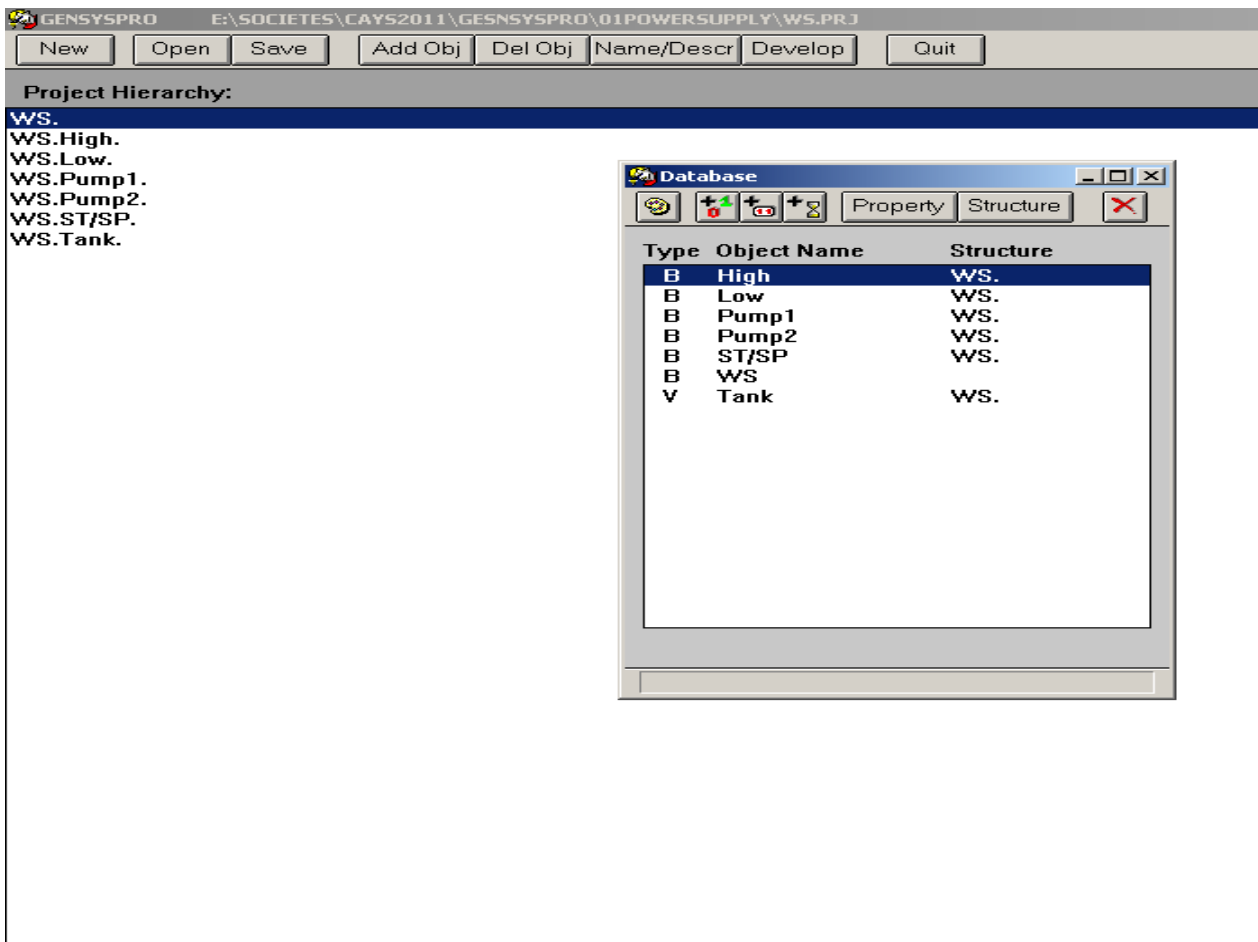 GENSYSPRO E:\SOCIETES\CAYS2011\GESNSYSPRO\01POWERSUPPLY\WS.PRJ
New Open Save Add Obj Del Obj Name/Descr Develop Quit
Project Hierarchy:
WS.
WS.High.
WS.Low.
WS.Pump1.
WS.Pump2.
WS.ST/SP.
WS.Tank.
Database
Property Structure
Type Object Name Structure
B High WS.
B Low WS.
B Pump1 WS.
B Pump2 WS.
B ST/SP WS.
B WS
V Tank WS.